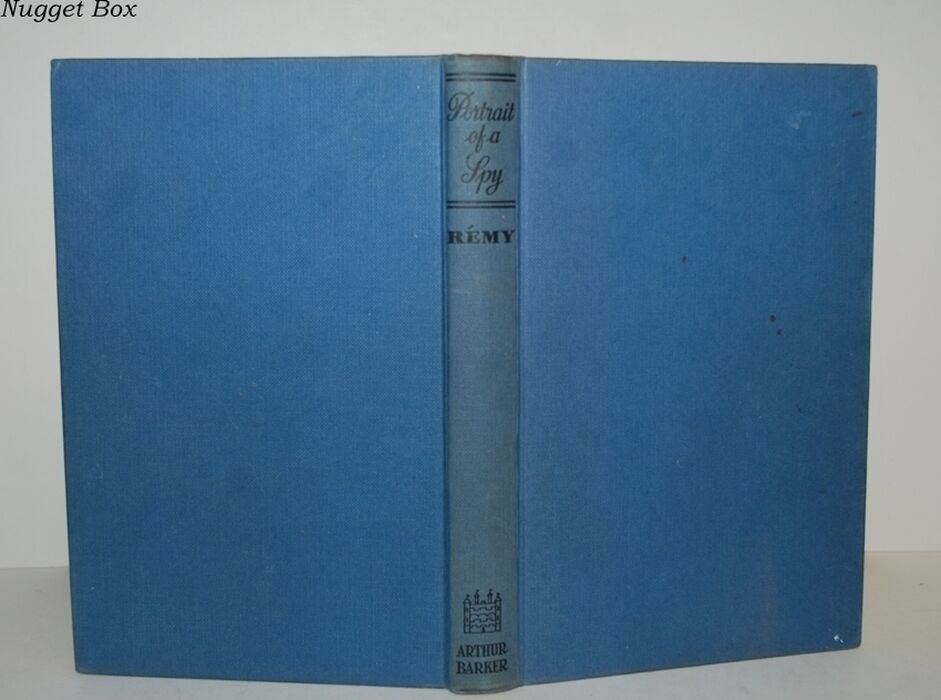 Nugget Box
Portrait
of a
Spy
RÉMY
ARTHUR
BARKER